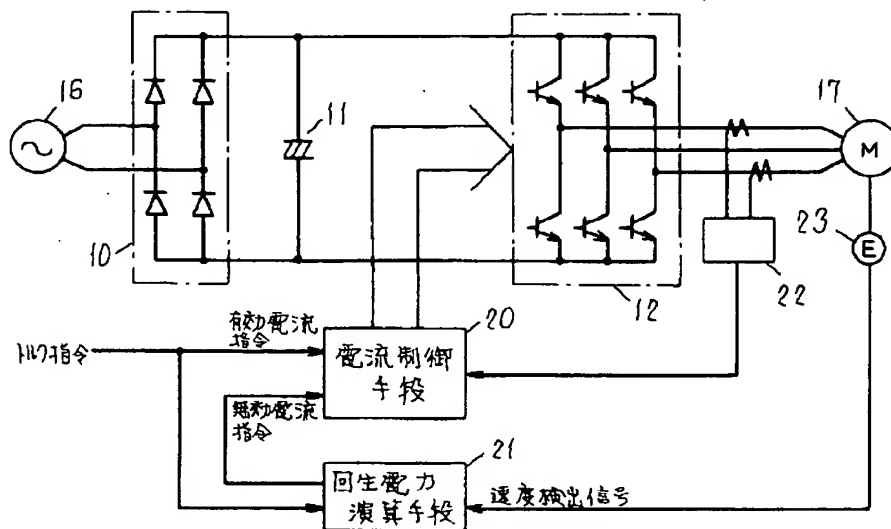 16
10
11
12
17
M
23
E
22
20
トルク指令
有効電流
指令
電流制御
手段
無効電流
指令
21
回生電力
演算手段
速度検出信号